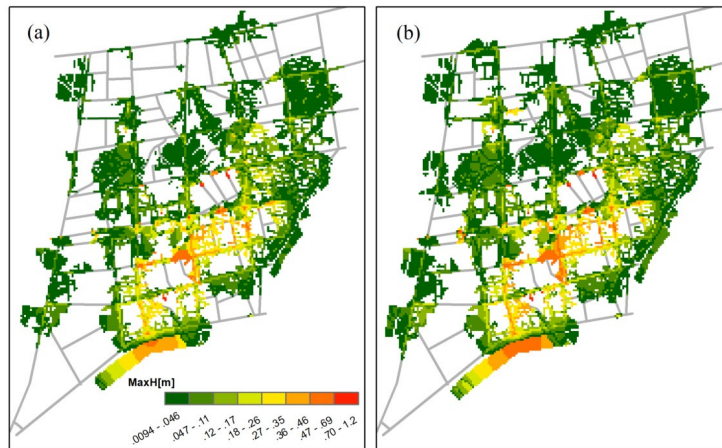 (a)
(b)
MaxH[m]
.0094 - .046
.047 - .11
.12 - .17
.18 - .26
.27 - .35
.36 - .46
.47 - .69
.70 - 1.2